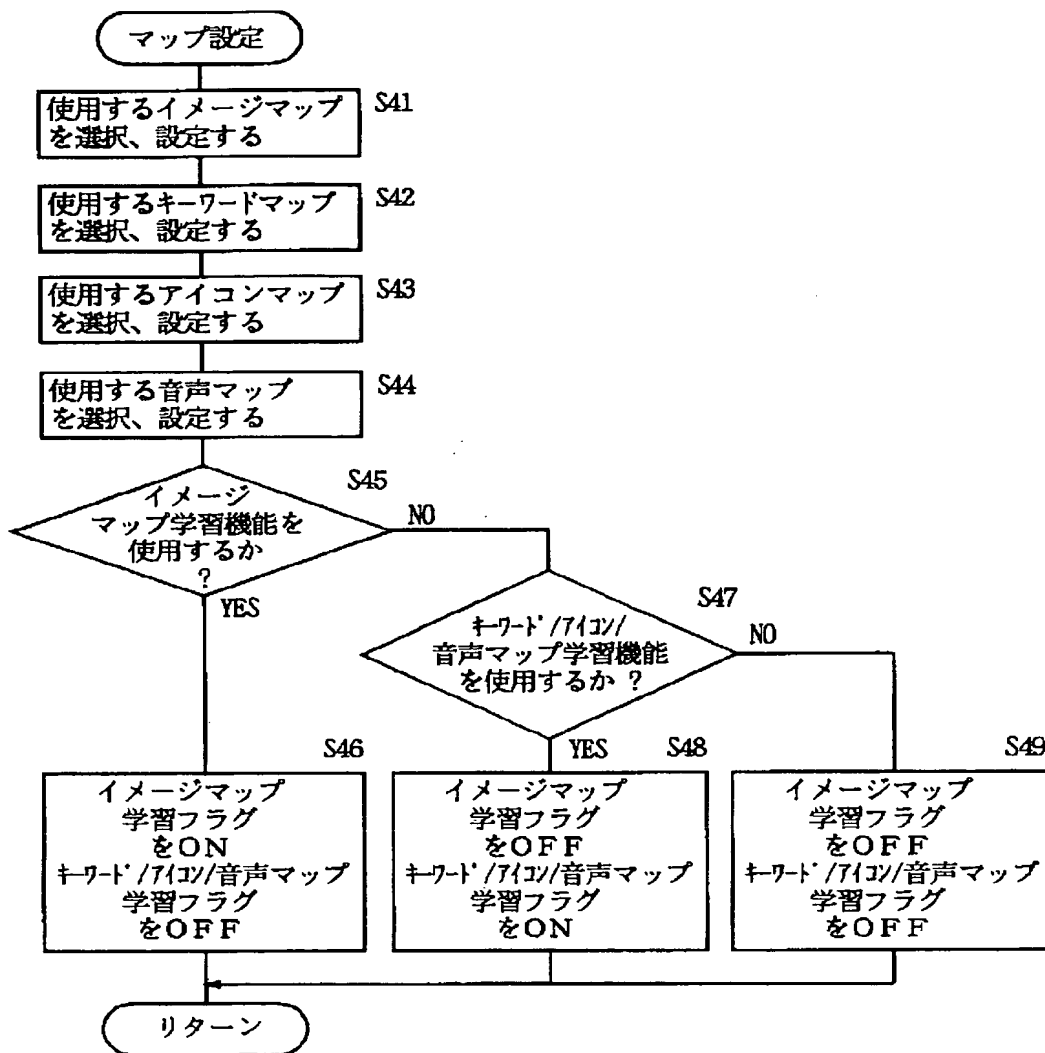 マップ設定
使用するイメージマップ
を選択、設定する
S41
使用するキーワードマップ
を選択、設定する
S42
使用するアイコンマップ
を選択、設定する
S43
使用する音声マップ
を選択、設定する
S44
S45
イメージ
マップ学習機能を
使用するか
?
NO
YES
S47
キーワード/アイコン/
音声マップ学習機能
を使用するか ?
NO
YES
S46
イメージマップ
学習フラグ
をON
キーワード/アイコン/音声マップ
学習フラグ
をOFF
S48
イメージマップ
学習フラグ
をOFF
キーワード/アイコン/音声マップ
学習フラグ
をON
S49
イメージマップ
学習フラグ
をOFF
キーワード/アイコン/音声マップ
学習フラグ
をOFF
リターン